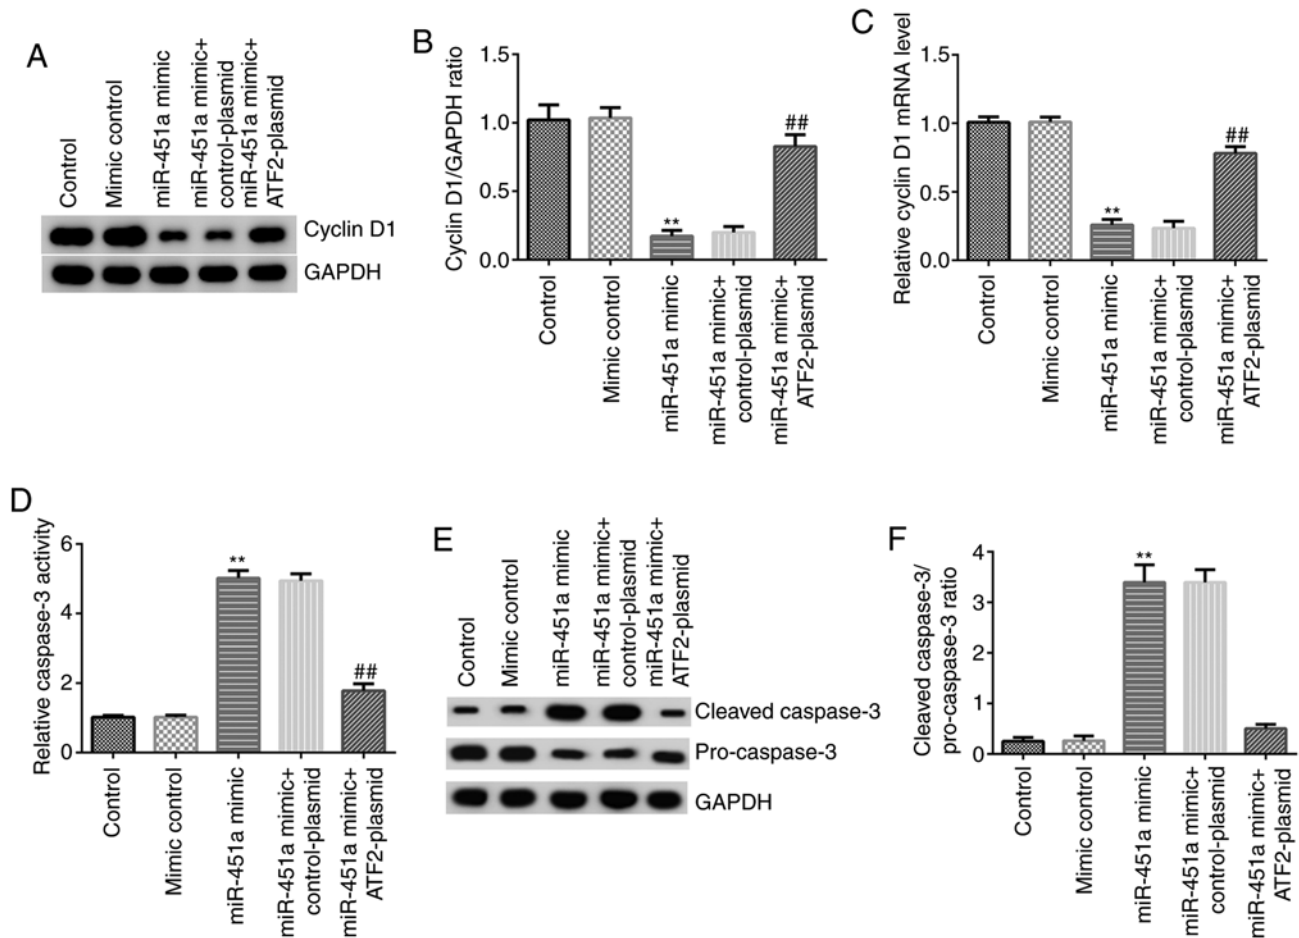 A
Control
Mimic control
miR-451a mimic
miR-451a mimic+
control-plasmid
miR-451a mimic+
ATF2-plasmid
Cyclin D1
GAPDH
B
Cyclin D1/GAPDH ratio
1.5
1.0
0.5
0.0
**
##
Control
Mimic control
miR-451a mimic
miR-451a mimic+
control-plasmid
miR-451a mimic+
ATF2-plasmid
C
Relative cyclin D1 mRNA level
1.5
1.0
0.5
0.0
**
##
Control
Mimic control
miR-451a mimic
miR-451a mimic+
control-plasmid
miR-451a mimic+
ATF2-plasmid
D
Relative caspase-3 activity
6
4
2
0
**
##
Control
Mimic control
miR-451a mimic
miR-451a mimic+
control-plasmid
miR-451a mimic+
ATF2-plasmid
E
Control
Mimic control
miR-451a mimic
miR-451a mimic+
control-plasmid
miR-451a mimic+
ATF2-plasmid
Cleaved caspase-3
Pro-caspase-3
GAPDH
F
Cleaved caspase-3/
pro-caspase-3 ratio
4
3
2
1
0
**
Control
Mimic control
miR-451a mimic
miR-451a mimic+
control-plasmid
miR-451a mimic+
ATF2-plasmid